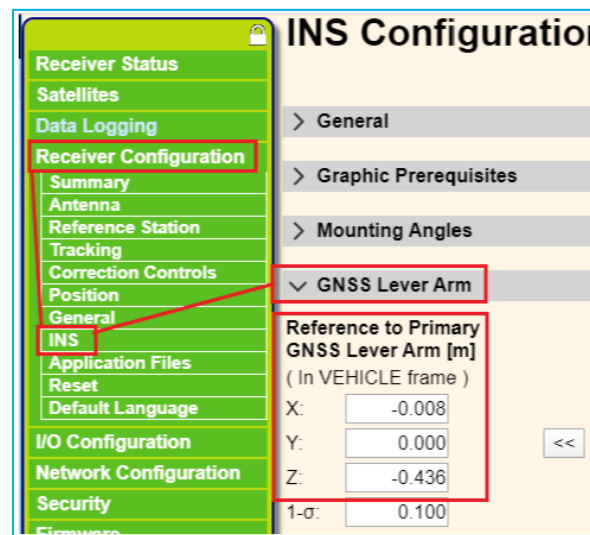 INS Configuration
Receiver Status
Satellites
Data Logging
Receiver Configuration
Summary
Antenna
Reference Station
Tracking
Correction Controls
Position
General
INS
Application Files
Reset
Default Language
I/O Configuration
Network Configuration
Security
Firmware
General
Graphic Prerequisites
Mounting Angles
GNSS Lever Arm
Reference to Primary
GNSS Lever Arm [m]
( In VEHICLE frame )
X: -0.008
Y: 0.000 <<
Z: -0.436
1-σ: 0.100